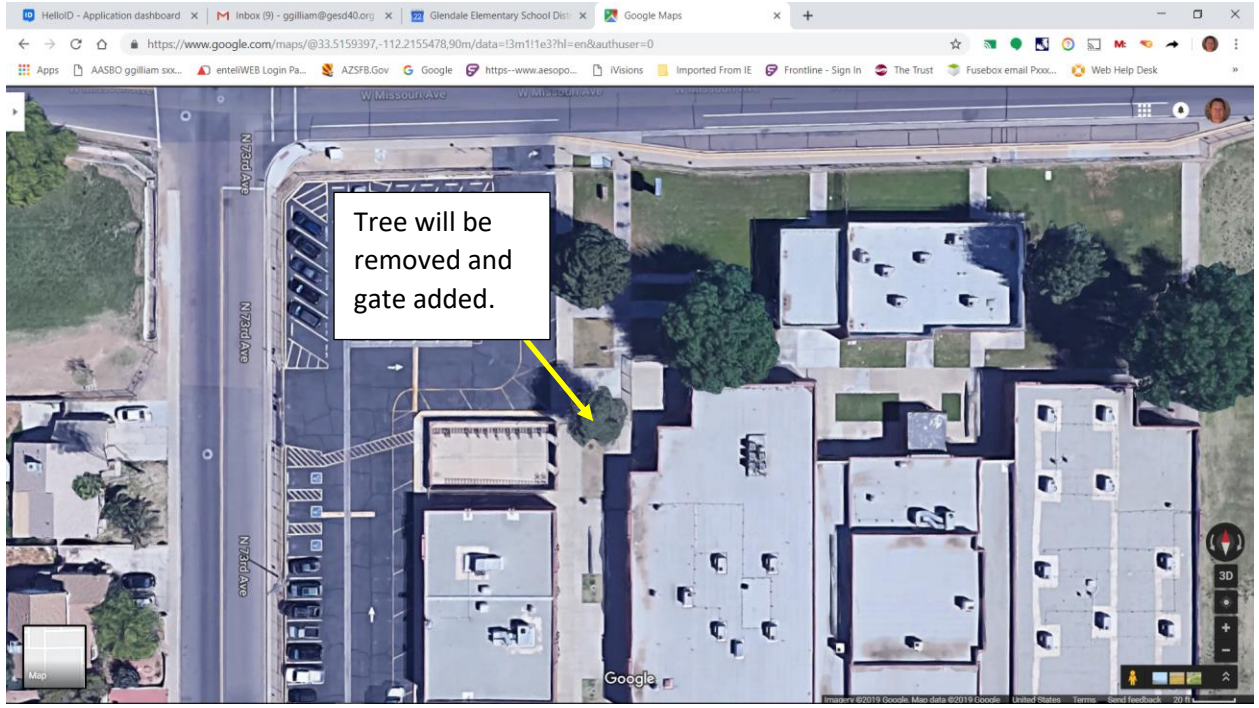 HelloID - Application dashboard
Inbox (9) - ggilliam@gesd40.org
Glendale Elementary School Dist
Google Maps
https://www.google.com/maps/@33.5159397,-112.2155478,90m/data=!3m1!1e3?hl=en&authuser=0
Apps AASBO ggilliam sxx... enteliWEB Login Pa... AZSFB.Gov Google https--www.aesopo... iVisions Imported From IE Frontline - Sign In The Trust Fusebox email Pxxx... Web Help Desk »
W Missouri Ave W Missouri Ave W Missouri Ave
N 73rd Ave
Tree will be
removed and
gate added.
N 73rd Ave
N 73rd Ave
3D
Map
Google
Imagery ©2019 Google, Map data ©2019 Google United States Terms Send feedback 20 ft